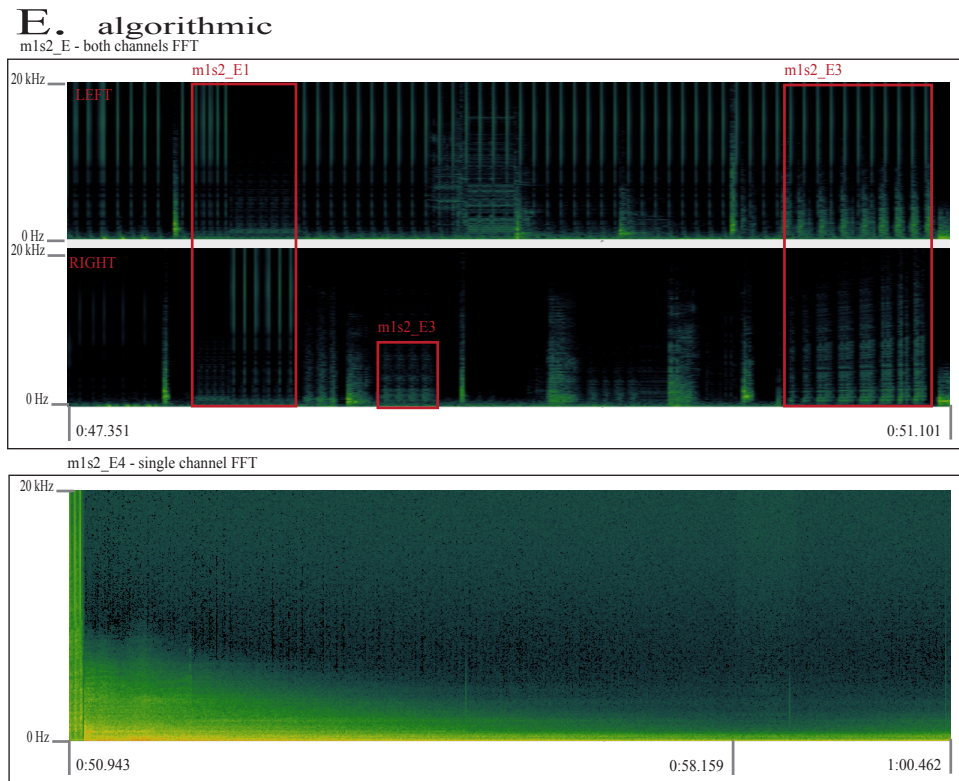 E. algorithmic
m1s2_E - both channels FFT
m1s2_E1
m1s2_E3
20 kHz
LEFT
0 Hz
20 kHz
RIGHT
m1s2_E3
0 Hz
0:47.351
0:51.101
m1s2_E4 - single channel FFT
20 kHz
0 Hz
0:50.943
0:58.159
1:00.462